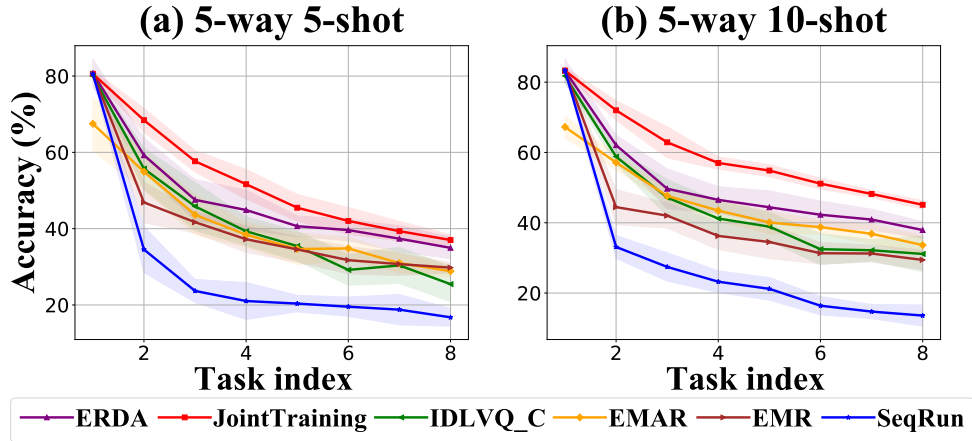 (a) 5-way 5-shot
(b) 5-way 10-shot
Accuracy (%)
80
60
40
20
2 4 6 8
Task index
80
60
40
20
2 4 6 8
Task index
ERDA JointTraining IDLVQ_C EMAR EMR SeqRun